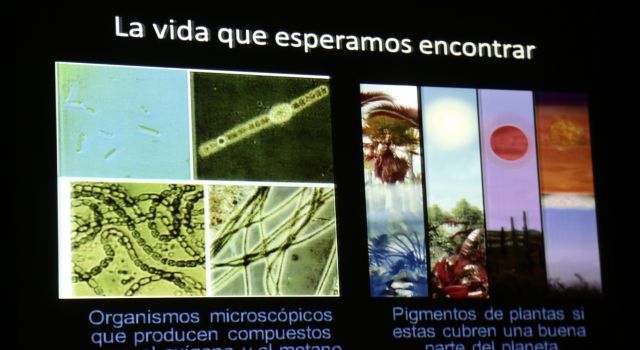 La vida que esperamos encontrar
Organismos microscópicos
que producen compuestos
el oxígeno y el metano
Pigmentos de plantas si
estas cubren una buena
parte del planeta